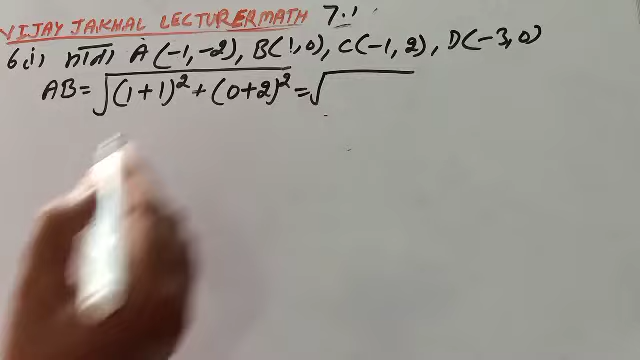 VIJAY JAKHAL LECTURER MATH 7.1
6(i) माना A(-1,-2), B(1,0), C(-1,2), D(-3,0)
AB=√(1+1)²+(0+2)²=√